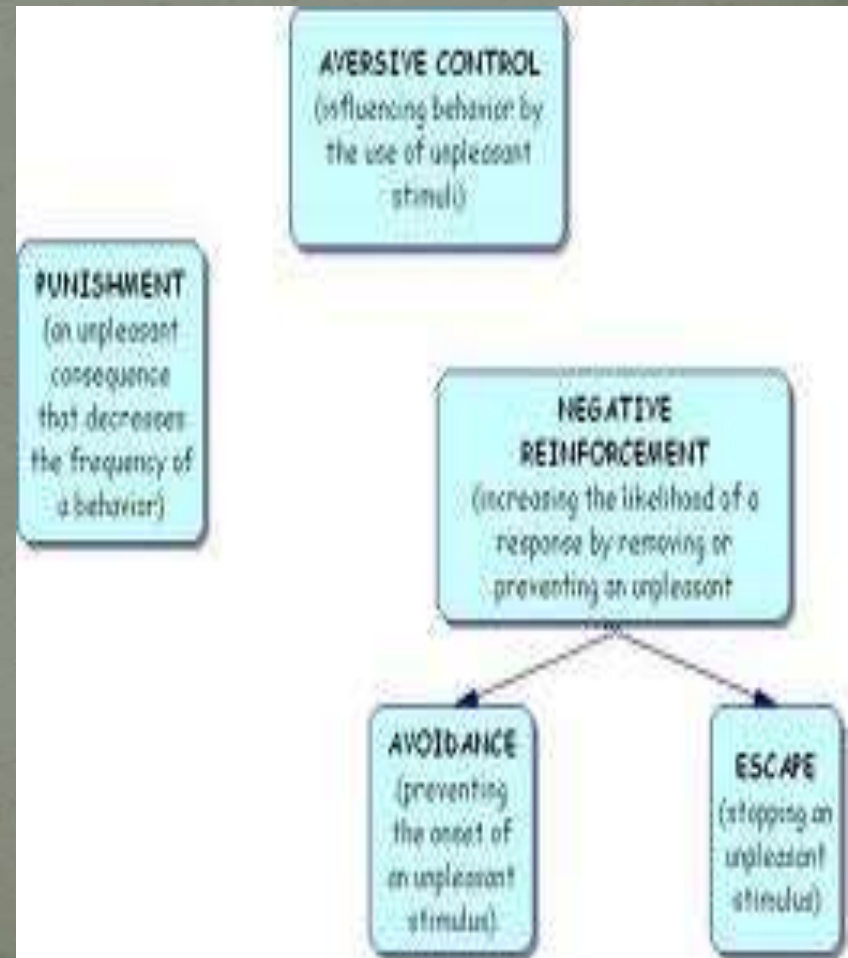 AVERSIVE CONTROL
(influencing behavior by
the use of unpleasant
stimuli)
PUNISHMENT
(an unpleasant
consequence
that decreases
the frequency of
a behavior)
NEGATIVE
REINFORCEMENT
(increasing the likelihood of a
response by removing or
preventing an unpleasant
AVOIDANCE
(preventing
the onset of
an unpleasant
stimulus)
ESCAPE
(stopping an
unpleasant
stimulus)